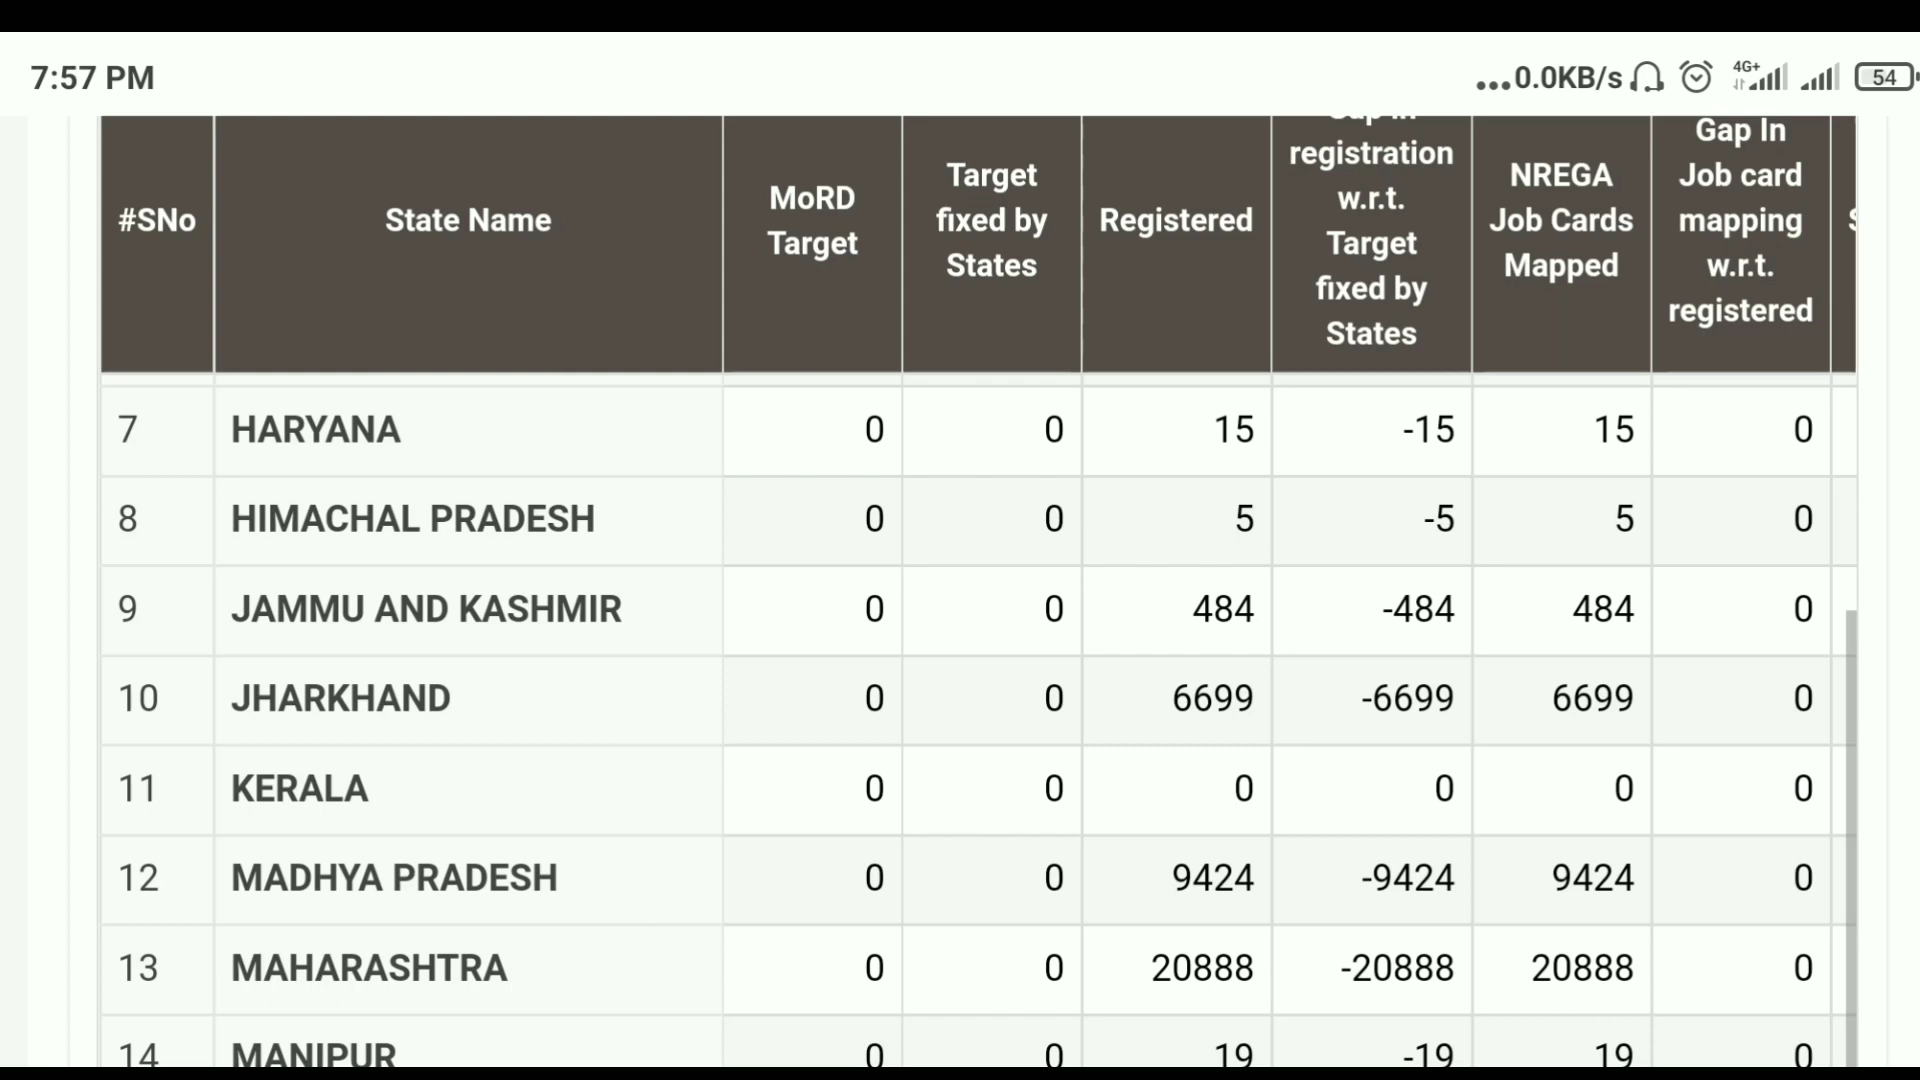 7:57 PM
...0.0KB/s 4G+ 54
#SNo
State Name
MoRD
Target
Target
fixed by
States
Registered
registration
w.r.t.
Target
fixed by
States
NREGA
Job Cards
Mapped
Gap In
Job card
mapping
w.r.t.
registered
7 HARYANA 0 0 15 -15 15 0
8 HIMACHAL PRADESH 0 0 5 -5 5 0
9 JAMMU AND KASHMIR 0 0 484 -484 484 0
10 JHARKHAND 0 0 6699 -6699 6699 0
11 KERALA 0 0 0 0 0 0
12 MADHYA PRADESH 0 0 9424 -9424 9424 0
13 MAHARASHTRA 0 0 20888 -20888 20888 0
14 MANIPUR 0 0 19 -19 19 0